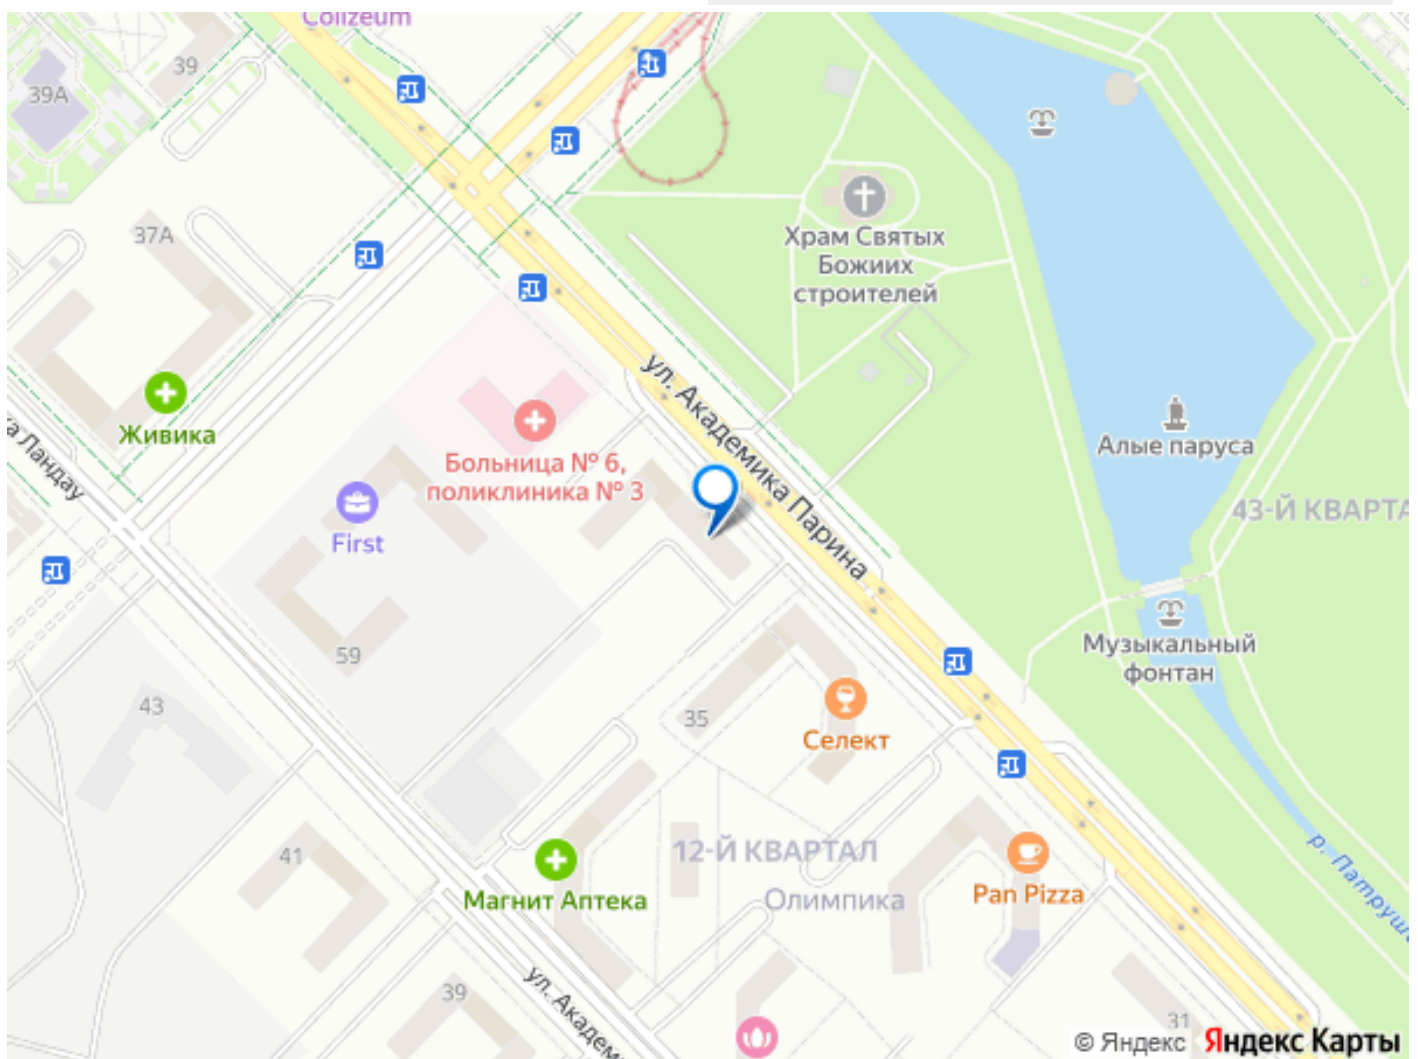 Colizeum
39
39А
37А
Храм Святых
Божиих
строителей
ул. Академика Парина
Живика
Ландау
Больница № 6,
поликлиника № 3
First
Алые паруса
43-Й КВАРТА
Музыкальный
фонтан
59
43
35
Селект
41
12-Й КВАРТАЛ
Олимпика
Магнит Аптека
Pan Pizza
р. Патруш
39
ул. Академ
31
© Яндекс Яндекс Карты